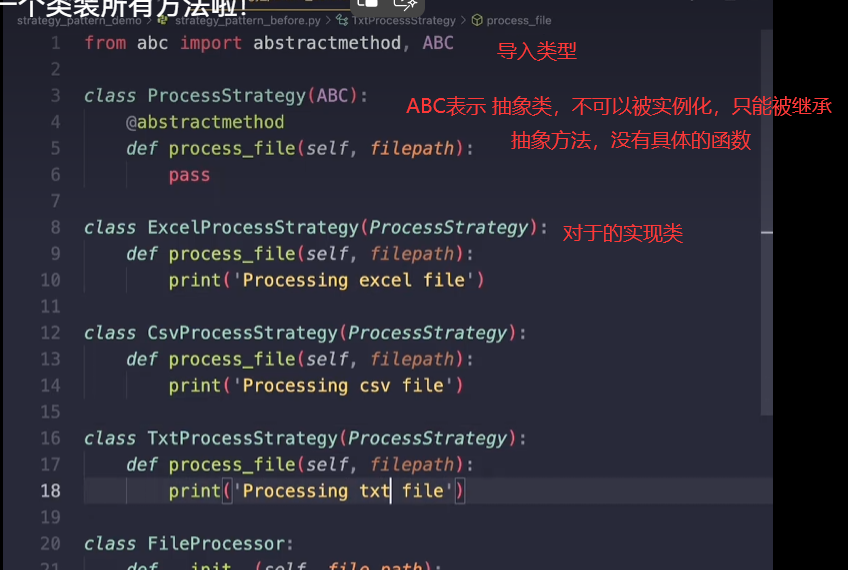 一个类装所有方法啦!
strategy_pattern_demo > strategy_pattern_before.py > TxtProcessStrategy > process_file
1 from abc import abstractmethod, ABC
导入类型
2
3 class ProcessStrategy(ABC):
ABC表示 抽象类，不可以被实例化，只能被继承
4 @abstractmethod
5 def process_file(self, filepath):
抽象方法，没有具体的函数
6 pass
7
8 class ExcelProcessStrategy(ProcessStrategy):
对于的实现类
9 def process_file(self, filepath):
10 print('Processing excel file')
11
12 class CsvProcessStrategy(ProcessStrategy):
13 def process_file(self, filepath):
14 print('Processing csv file')
15
16 class TxtProcessStrategy(ProcessStrategy):
17 def process_file(self, filepath):
18 print('Processing txt file')
19
20 class FileProcessor:
21 def __init__(self, file_path):